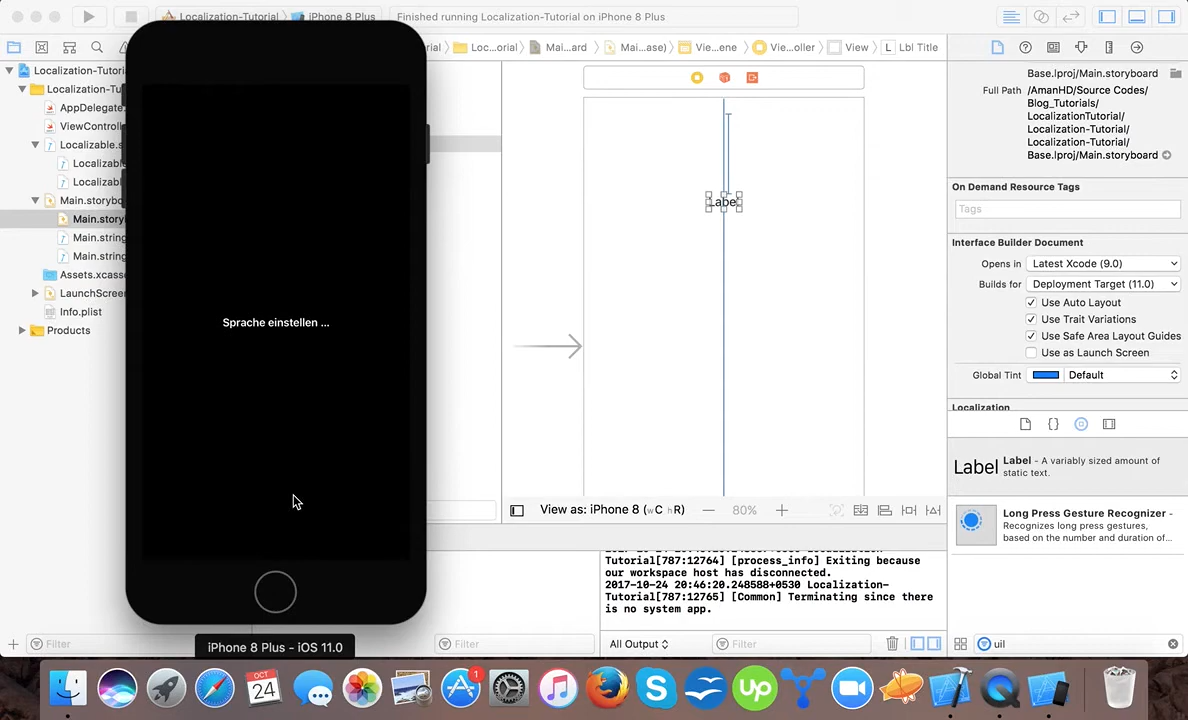 Localization-Tutorial
iPhone 8 Plus
Finished running Localization-Tutorial on iPhone 8 Plus
Loc...orial
Mai...ard
Mai...ase)
Vie...ene
Vie...oller
View
L
Lbl Title
Localization-Tu
Localization-Tu
AppDelegate.
ViewContro
Localizable.s
Localizab
Localizab
Main.storyb
Main.story
Main.string
Main.string
Assets.xcasse
LaunchScree
Info.plist
Products
Filter
Sprache einstellen ...
iPhone 8 Plus - iOS 11.0
Label
View as: iPhone 8 (wC hR)
80%
Filter
Tutorial[787:12764] [process_info] Exiting because
our workspace host has disconnected.
2017-10-24 20:46:20.248588+0530 Localization-
Tutorial[787:12765] [Common] Terminating since there
is no system app.
All Output
Filter
Base.lproj/Main.storyboard
Full Path
/AmanHD/Source Codes/
Blog_Tutorials/
LocalizationTutorial/
Localization-Tutorial/
Localization-Tutorial/
Base.lproj/Main.storyboard
On Demand Resource Tags
Tags
Interface Builder Document
Opens in Latest Xcode (9.0)
Builds for Deployment Target (11.0)
Use Auto Layout
Use Trait Variations
Use Safe Area Layout Guides
Use as Launch Screen
Global Tint Default
Localization
{}
Label
Label - A variably sized amount of
static text.
Long Press Gesture Recognizer -
Recognizes long press gestures,
based on the number and duration of...
uil
OCT
24
1
S
Up